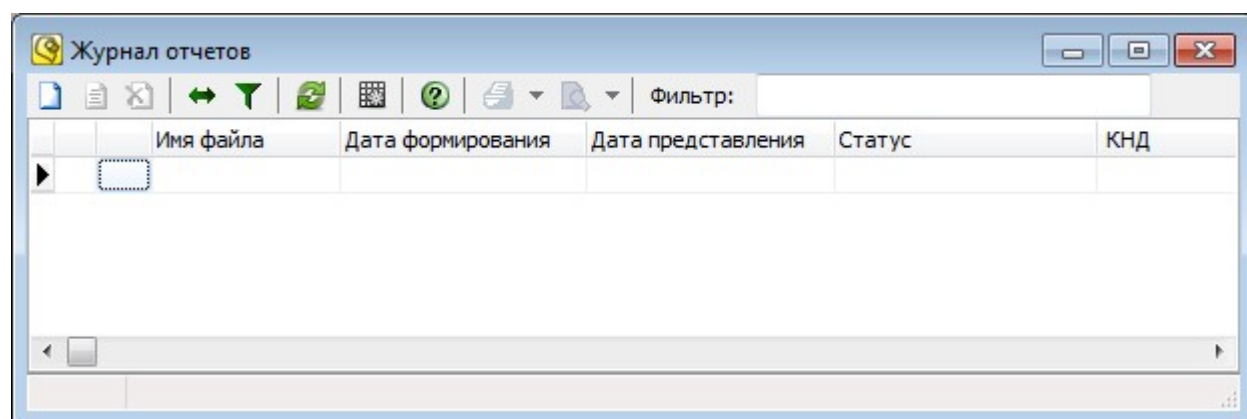 Журнал отчетов
Фильтр:
Имя файла Дата формирования Дата представления Статус КНД